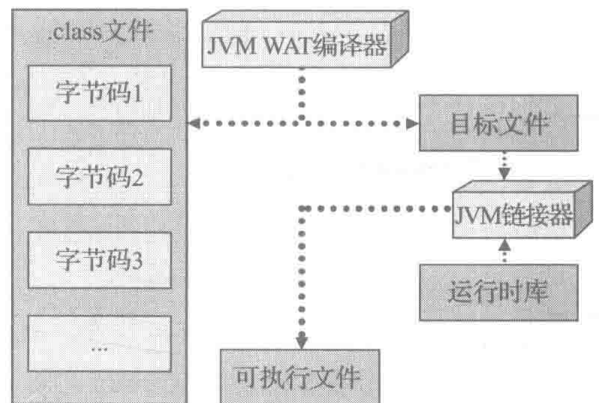 .class文件
JVM WAT编译器
字节码1
目标文件
字节码2
JVM链接器
字节码3
运行时库
...
可执行文件